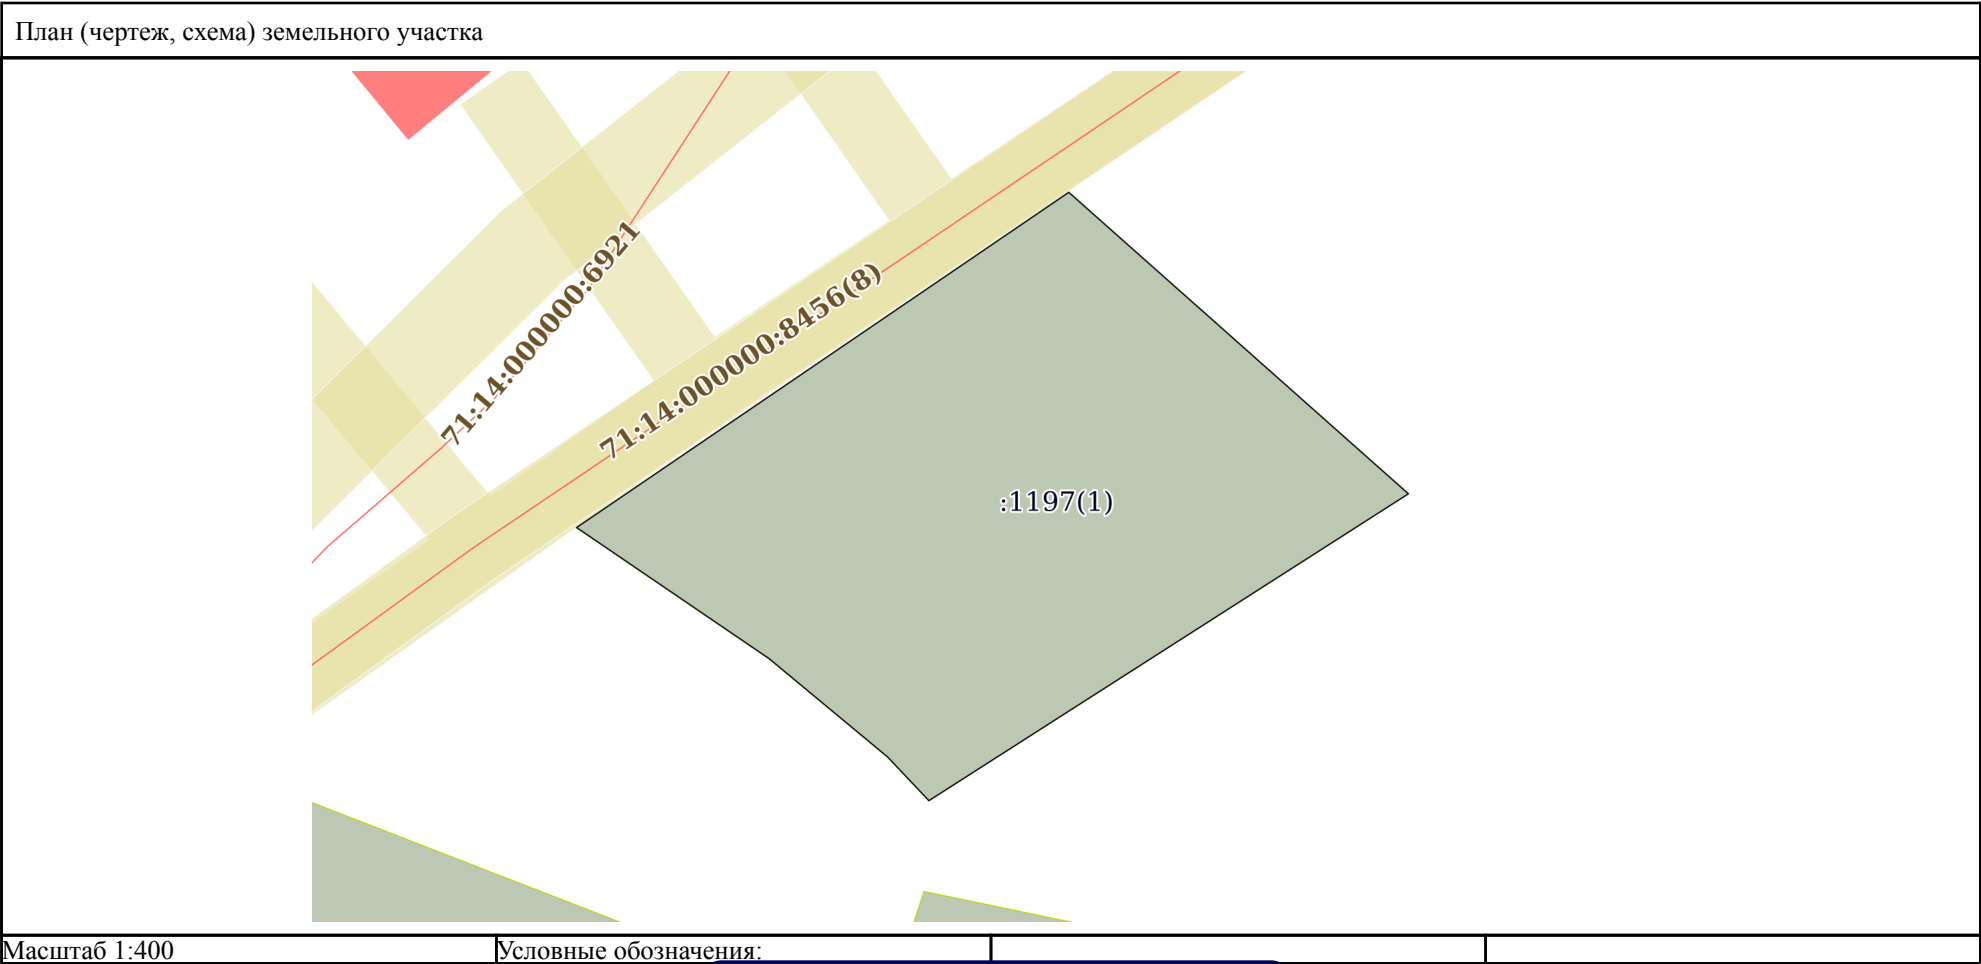 План (чертеж, схема) земельного участка
71:14:000000:6921
71:14:000000:8456(8)
:1197(1)
Масштаб 1:400
Условные обозначения: